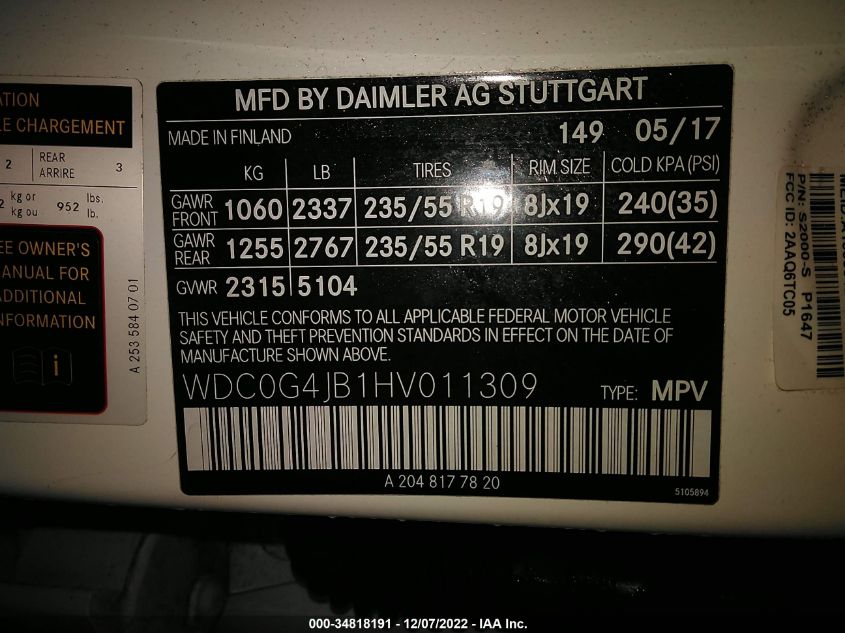 ATION
LE CHARGEMENT
2 REAR ARRIERE 3
kg or kg ou 952 lbs. lb.
EE OWNER'S
MANUAL FOR
ADDITIONAL
INFORMATION
A 253 584 07 01
MFD BY DAIMLER AG STUTTGART
MADE IN FINLAND 149 05/17
KG LB TIRES RIM SIZE COLD KPA (PSI)
GAWR FRONT 1060 2337 235/55 R19 8Jx19 240(35)
GAWR REAR 1255 2767 235/55 R19 8Jx19 290(42)
GVWR 2315 5104
THIS VEHICLE CONFORMS TO ALL APPLICABLE FEDERAL MOTOR VEHICLE
SAFETY AND THEFT PREVENTION STANDARDS IN EFFECT ON THE DATE OF
MANUFACTURE SHOWN ABOVE.
WDC0G4JB1HV011309 TYPE: MPV
A 204 817 78 20
5105894
P/N: S2000-S P1647
FCC ID: 2AAQ6TC05
000-34818191 - 12/07/2022 - IAA Inc.